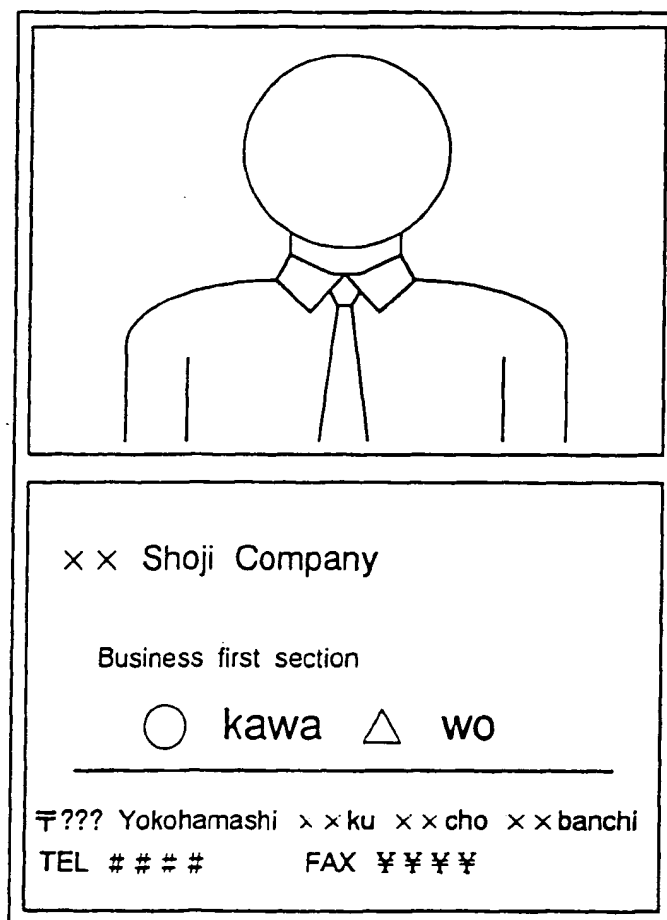 ×× Shoji Company
Business first section
○ kawa △ wo
〒??? Yokohamashi ××ku ××cho ××banchi
TEL #### FAX ¥¥¥¥